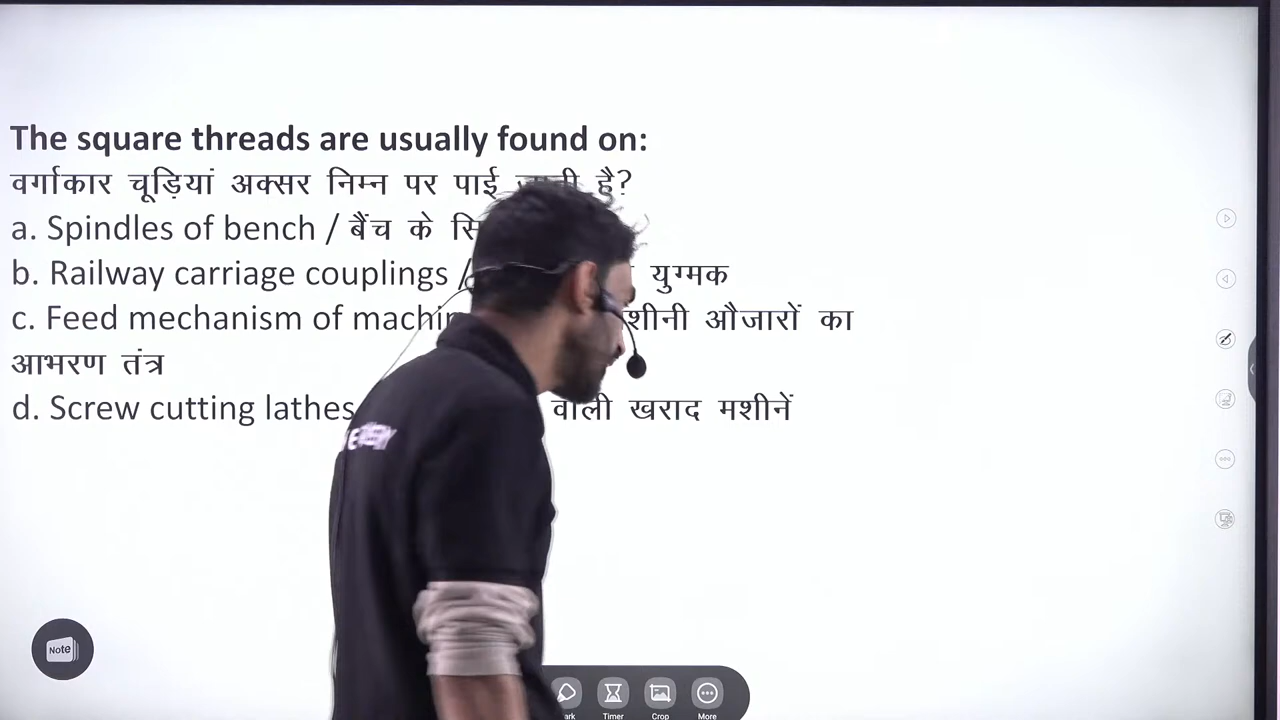 The square threads are usually found on:
वर्गाकार चूड़ियां अक्सर निम्न पर पाई है?
a. Spindles of bench / बैंच के
b. Railway carriage couplings / युग्मक
c. Feed mechanism of औजारों का
आभरण तंत्र
d. Screw cutting lathes वाली खराद मशीनें
Note
Timer
Crop
More